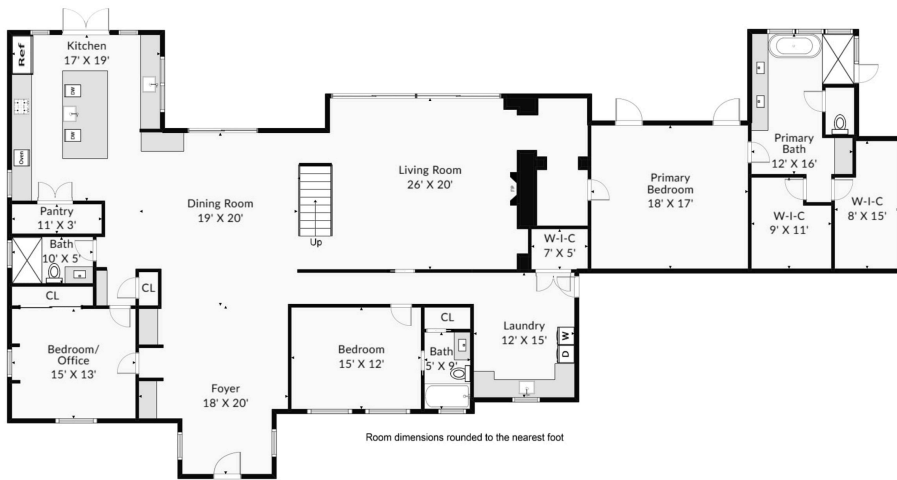 Ref
Kitchen
17' X 19'
DW
DW
Oven
Pantry
11' X 3'
Bath
10' X 5'
CL
CL
Bedroom/
Office
15' X 13'
Dining Room
19' X 20'
Up
Foyer
18' X 20'
Living Room
26' X 20'
Bedroom
15' X 12'
CL
Bath
5' X 9'
W-I-C
7' X 5'
Laundry
12' X 15'
W
D
Primary
Bedroom
18' X 17'
Primary
Bath
12' X 16'
W-I-C
9' X 11'
W-I-C
8' X 15'
Room dimensions rounded to the nearest foot